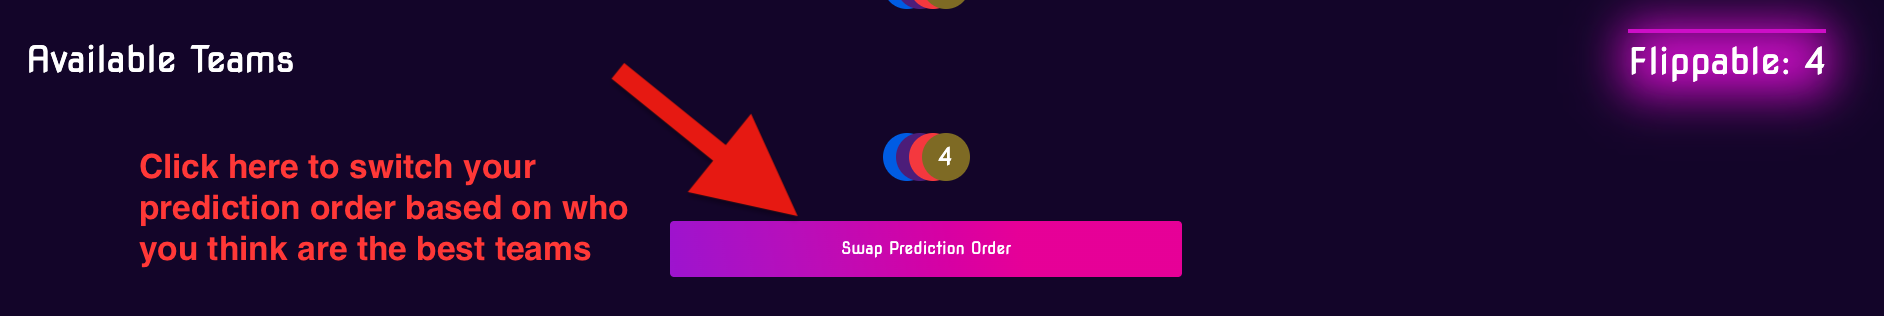 Available Teams
Flippable: 4
4
Click here to switch your
prediction order based on who
you think are the best teams
Swap Prediction Order